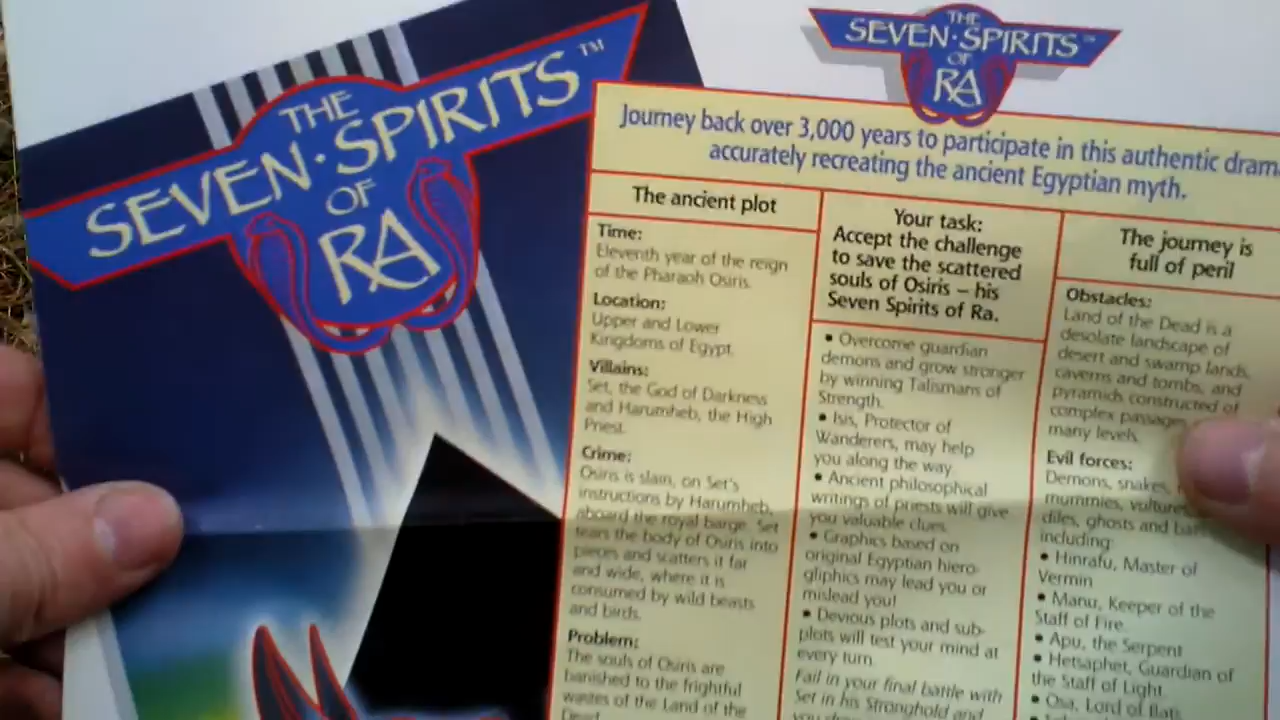 THE
SEVEN·SPIRITS™
OF
RA
THE
SEVEN·SPIRITS™
OF
RA
Journey back over 3,000 years to participate in this authentic
accurately recreating the ancient Egyptian myth.
The ancient plot
Time:
Eleventh year of the reign
of the Pharaoh Osiris.
Location:
Upper and Lower
Kingdoms of Egypt.
Villains:
Set, the God of Darkness
and Harumheb, the High
Priest.
Crime:
Osiris is slain, on Set's
instructions by Harumheb,
aboard the royal barge. Set
tears the body of Osiris into
pieces and scatters it far
and wide, where it is
consumed by wild beasts
and birds.
Problem:
The souls of Osiris are
banished to the frightful
wastes of the Land of the
Dead.
Your task:
Accept the challenge
to save the scattered
souls of Osiris – his
Seven Spirits of Ra.
• Overcome guardian
demons and grow stronger
by winning Talismans of
Strength.
• Isis, Protector of
Wanderers, may help
you along the way.
• Ancient philosophical
writings of priests will give
you valuable clues.
• Graphics based on
original Egyptian hiero-
gliphics may lead you or
mislead you!
• Devious plots and sub-
plots will test your mind at
every turn.
Fail in your final battle with
Set in his Stronghold and
The journey is
full of peril
Obstacles:
Land of the Dead is a
desolate landscape of
desert and swamp lands,
caverns and tombs, and
pyramids constructed of
complex passages
many levels.
Evil forces:
Demons, snakes,
mummies, vultures
diles, ghosts and
including:
• Hinrafu, Master of
Vermin
• Manu, Keeper of the
Staff of Fire
• Apu, the Serpent
• Hetsaphet, Guardian of
the Staff of Light
• Osa, Lord of Bats